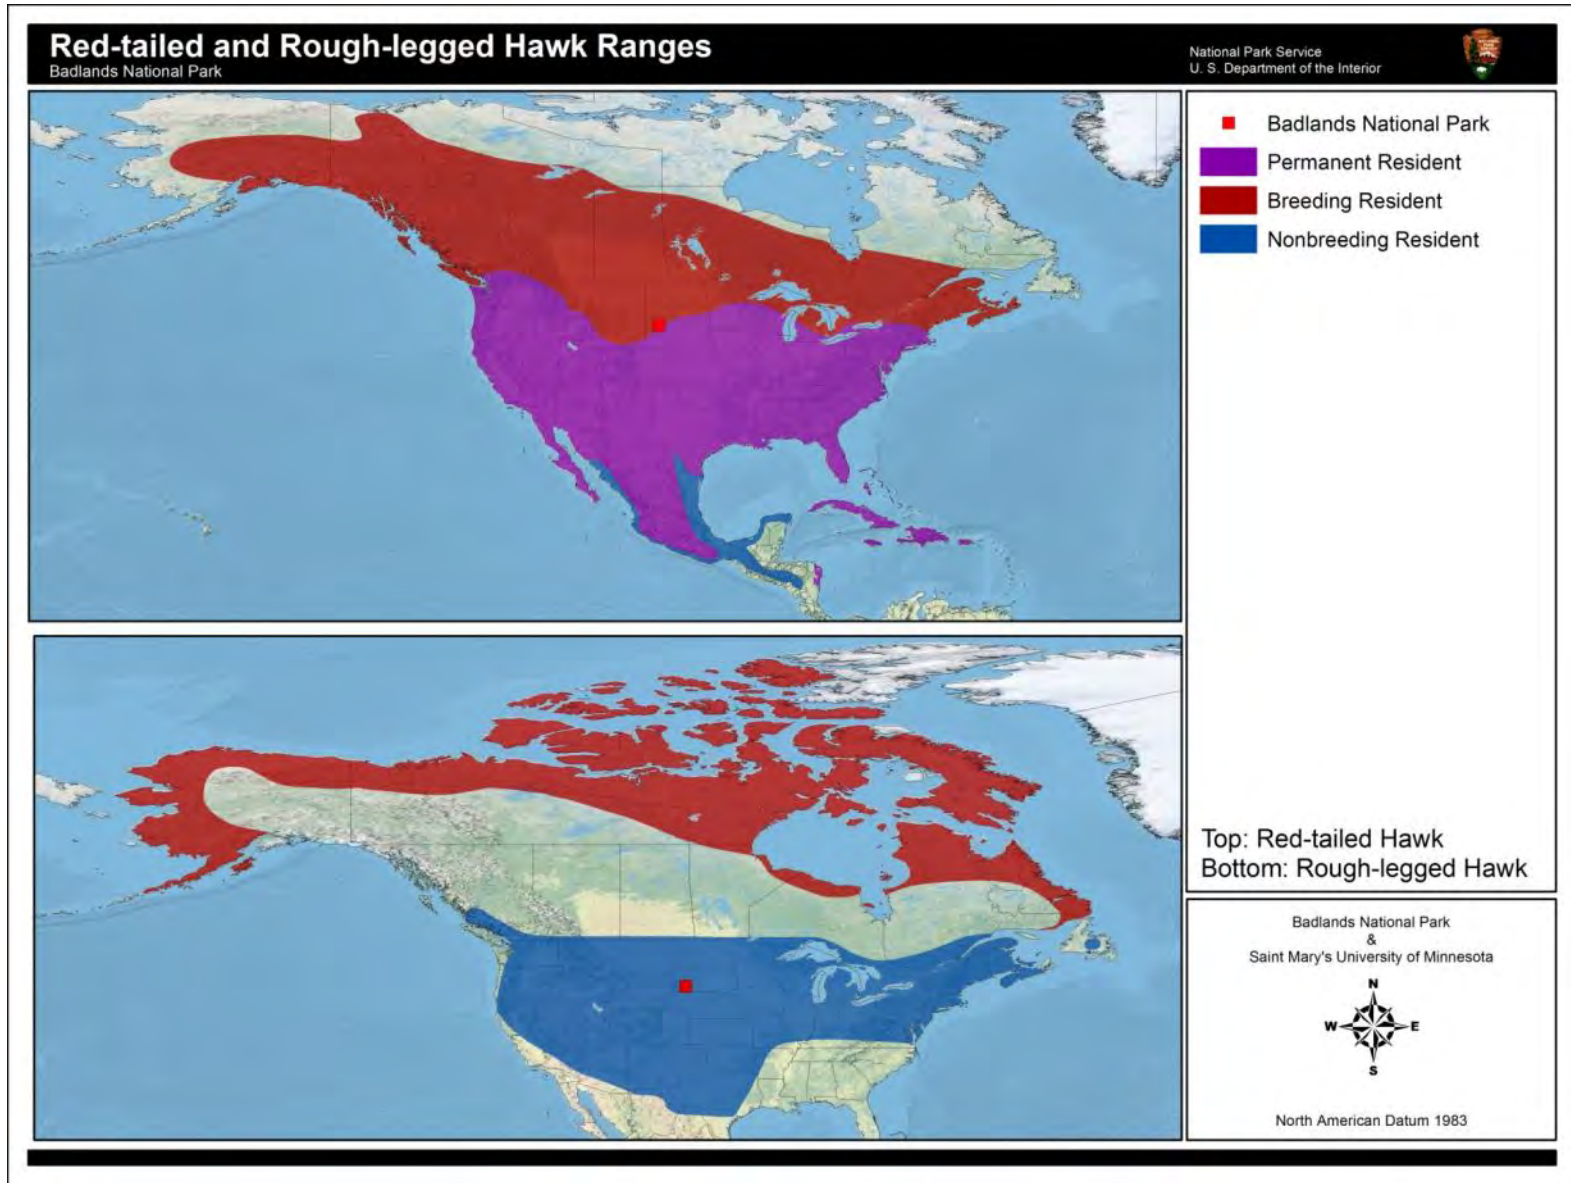 Red-tailed and Rough-legged Hawk Ranges
Badlands National Park
National Park Service
U. S. Department of the Interior
Badlands National Park
Permanent Resident
Breeding Resident
Nonbreeding Resident
Top: Red-tailed Hawk
Bottom: Rough-legged Hawk
Badlands National Park
&
Saint Mary's University of Minnesota
N
W E
S
North American Datum 1983